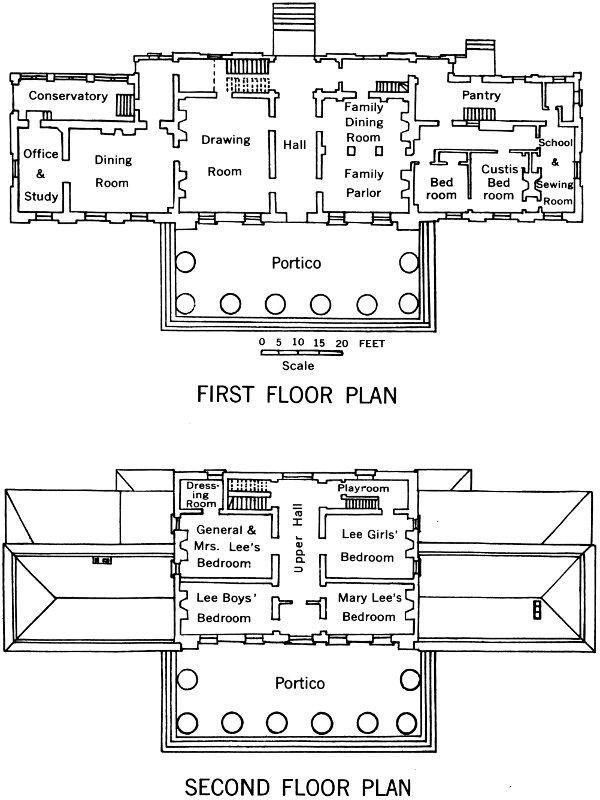 Conservatory
Office
&
Study
Dining
Room
Drawing
Room
Hall
Family
Dining
Room
Family
Parlor
Pantry
Bed
room
Custis
Bed
room
School
&
Sewing
Room
Portico
0 5 10 15 20 FEET
Scale
FIRST FLOOR PLAN
Dress-
ing
Room
Playroom
Upper Hall
General &
Mrs. Lee's
Bedroom
Lee Girls'
Bedroom
Lee Boys'
Bedroom
Mary Lee's
Bedroom
Portico
SECOND FLOOR PLAN